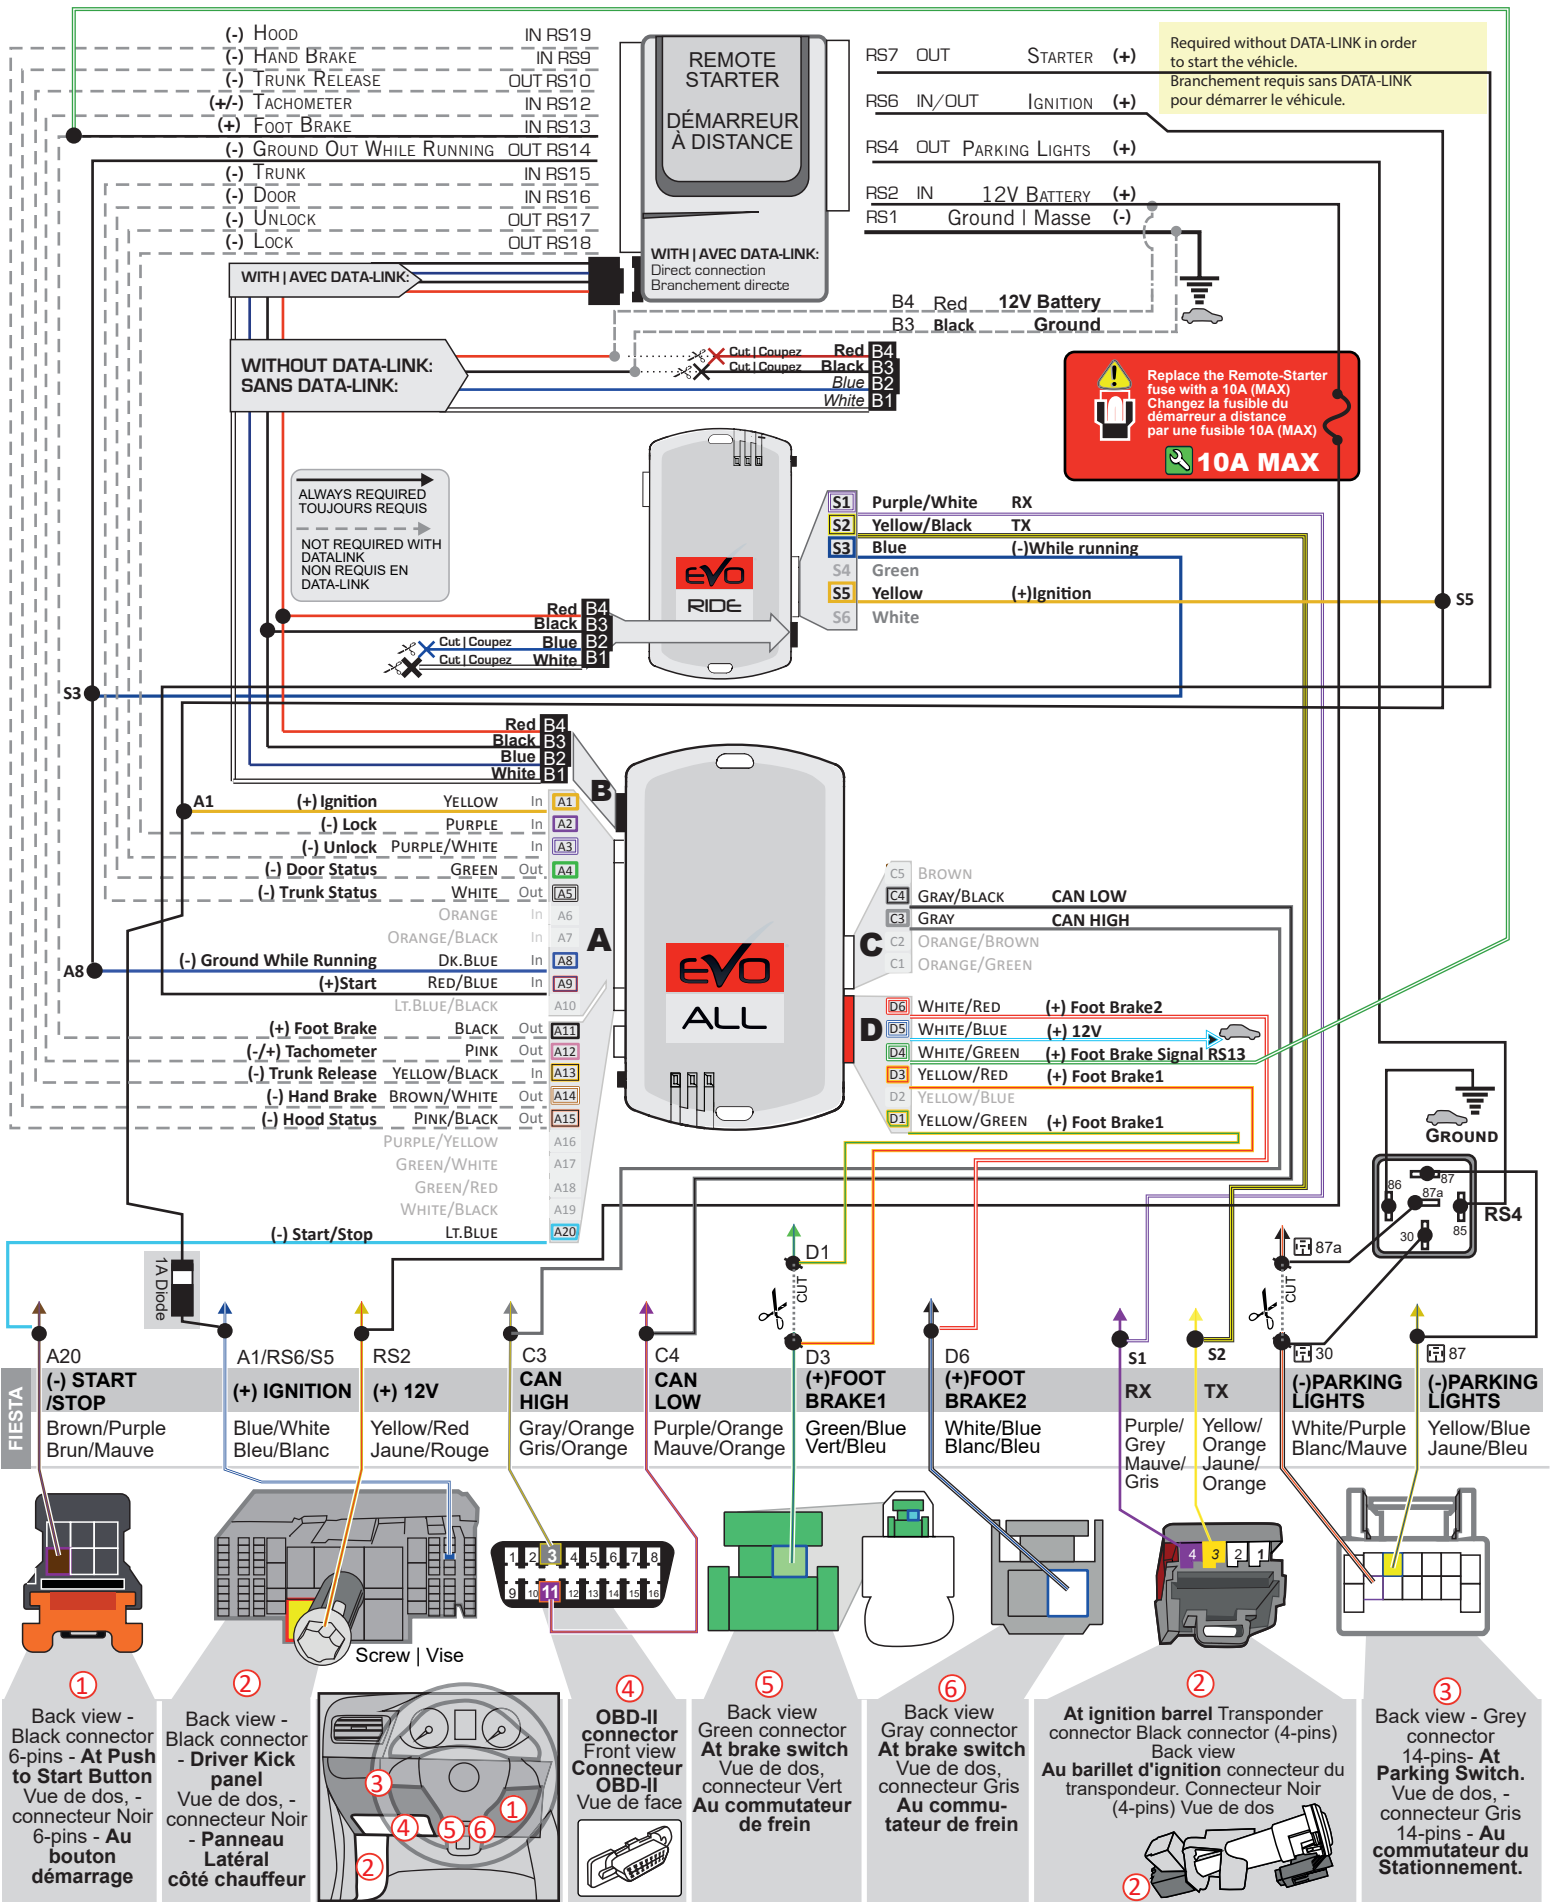 (-) HOOD IN RS19
(-) HAND BRAKE IN RS9
(-) TRUNK RELEASE OUT RS10
(+/-) TACHOMETER IN RS12
(+) FOOT BRAKE IN RS13
(-) GROUND OUT WHILE RUNNING OUT RS14
(-) TRUNK IN RS15
(-) DOOR IN RS16
(-) UNLOCK OUT RS17
(-) LOCK OUT RS18
REMOTE
STARTER
DÉMARREUR
À DISTANCE
WITH | AVEC DATA-LINK:
Direct connection
Branchement directe
RS7 OUT STARTER (+)
RS6 IN/OUT IGNITION (+)
RS4 OUT PARKING LIGHTS (+)
RS2 IN 12V BATTERY (+)
RS1 Ground | Masse (-)
Required without DATA-LINK in order
to start the véhicle.
Branchement requis sans DATA-LINK
pour démarrer le véhicule.
WITH | AVEC DATA-LINK:
B4 Red 12V Battery
B3 Black Ground
WITHOUT DATA-LINK:
SANS DATA-LINK:
Cut | Coupez Red B4
Cut | Coupez Black B3
Blue B2
White B1
Replace the Remote-Starter
fuse with a 10A (MAX)
Changez la fusible du
démarreur a distance
par une fusible 10A (MAX)
10A MAX
ALWAYS REQUIRED
TOUJOURS REQUIS
NOT REQUIRED WITH
DATALINK
NON REQUIS EN
DATA-LINK
EVO
RIDE
S1 Purple/White RX
S2 Yellow/Black TX
S3 Blue (-)While running
S4 Green
S5 Yellow (+)Ignition
S6 White
S5
Red B4
Black B3
Cut | Coupez Blue B2
Cut | Coupez White B1
S3
Red B4
Black B3
Blue B2
White B1
B
A1
(+) Ignition YELLOW In A1
(-) Lock PURPLE In A2
(-) Unlock PURPLE/WHITE In A3
(-) Door Status GREEN Out A4
(-) Trunk Status WHITE Out A5
ORANGE In A6
ORANGE/BLACK In A7
A8
(-) Ground While Running DK.BLUE In A8
(+)Start RED/BLUE In A9
LT.BLUE/BLACK A10
(+) Foot Brake BLACK Out A11
(-/+) Tachometer PINK Out A12
(-) Trunk Release YELLOW/BLACK In A13
(-) Hand Brake BROWN/WHITE Out A14
(-) Hood Status PINK/BLACK Out A15
PURPLE/YELLOW A16
GREEN/WHITE A17
GREEN/RED A18
WHITE/BLACK A19
(-) Start/Stop LT.BLUE A20
A
EVO
ALL
C
C5 BROWN
C4 GRAY/BLACK CAN LOW
C3 GRAY CAN HIGH
C2 ORANGE/BROWN
C1 ORANGE/GREEN
D
D6 WHITE/RED (+) Foot Brake2
D5 WHITE/BLUE (+) 12V
D4 WHITE/GREEN (+) Foot Brake Signal RS13
D3 YELLOW/RED (+) Foot Brake1
D2 YELLOW/BLUE
D1 YELLOW/GREEN (+) Foot Brake1
GROUND
86 87 87a 85 30
RS4
1A Diode
D1
CUT
87a
CUT
A20
A1/RS6/S5
RS2
C3
C4
D3
D6
S1
S2
30
87
FIESTA
(-) START
/STOP
Brown/Purple
Brun/Mauve
(+) IGNITION
Blue/White
Bleu/Blanc
(+) 12V
Yellow/Red
Jaune/Rouge
CAN
HIGH
Gray/Orange
Gris/Orange
CAN
LOW
Purple/Orange
Mauve/Orange
(+)FOOT
BRAKE1
Green/Blue
Vert/Bleu
(+)FOOT
BRAKE2
White/Blue
Blanc/Bleu
RX
Purple/
Grey
Mauve/
Gris
TX
Yellow/
Orange
Jaune/
Orange
(-)PARKING
LIGHTS
White/Purple
Blanc/Mauve
(-)PARKING
LIGHTS
Yellow/Blue
Jaune/Bleu
Screw | Vise
1 2 3 4 5 6 7 8
9 10 11 12 13 14 15 16
4 3 2 1
1
Back view -
Black connector
6-pins - At Push
to Start Button
Vue de dos, -
connecteur Noir
6-pins - Au
bouton
démarrage
2
Back view -
Black connector
- Driver Kick
panel
Vue de dos, -
connecteur Noir
- Panneau
Latéral
côté chauffeur
3
4
5
6
1
2
4
OBD-II
connector
Front view
Connecteur
OBD-II
Vue de face
5
Back view
Green connector
At brake switch
Vue de dos,
connecteur Vert
Au commutateur
de frein
6
Back view
Gray connector
At brake switch
Vue de dos,
connecteur Gris
Au commu-
tateur de frein
2
At ignition barrel Transponder
connector Black connector (4-pins)
Back view
Au barillet d'ignition connecteur du
transpondeur. Connecteur Noir
(4-pins) Vue de dos
2
3
Back view - Grey
connector
14-pins- At
Parking Switch.
Vue de dos, -
connecteur Gris
14-pins - Au
commutateur du
Stationnement.